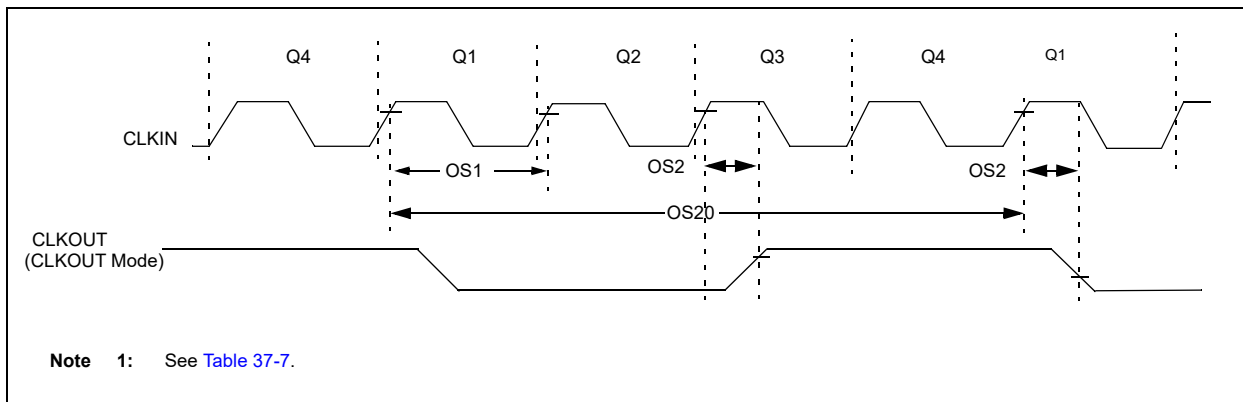 Q4 Q1 Q2 Q3 Q4 Q1
CLKIN
OS1 OS2 OS2
OS20
CLKOUT
(CLKOUT Mode)
Note 1: See Table 37-7.